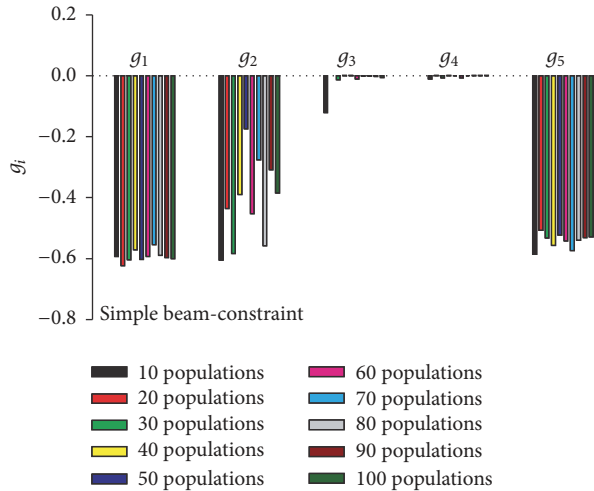 0.2
g1 g2 g3 g4 g5
0.0
−0.2
gi
−0.4
−0.6
−0.8
Simple beam-constraint
10 populations 60 populations
20 populations 70 populations
30 populations 80 populations
40 populations 90 populations
50 populations 100 populations